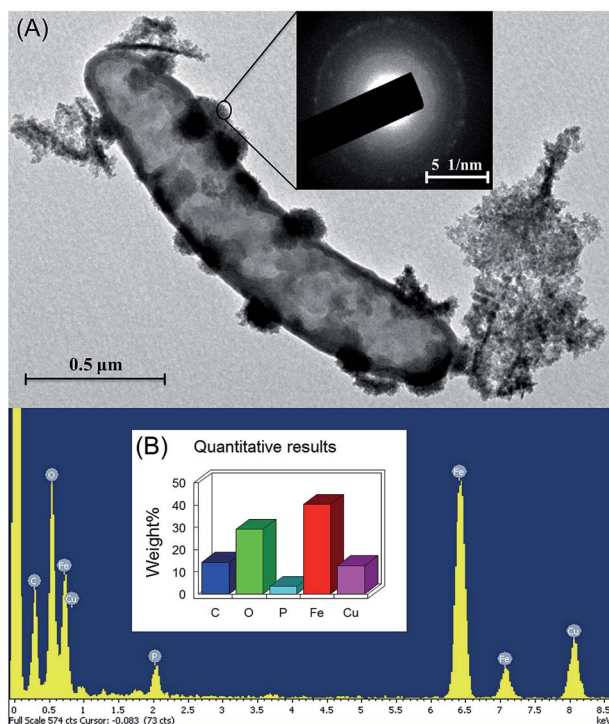 (A)
5 1/nm
0.5 µm
(B)
Quantitative results
Weight%
50
40
30
20
10
0
C O P Fe Cu
O
Fe
Fe
C
Cu
P
Fe
Cu
0 0.5 1 1.5 2 2.5 3 3.5 4 4.5 5 5.5 6 6.5 7 7.5 8 8.5
Full Scale 574 cts Cursor: -0.083 (73 cts)